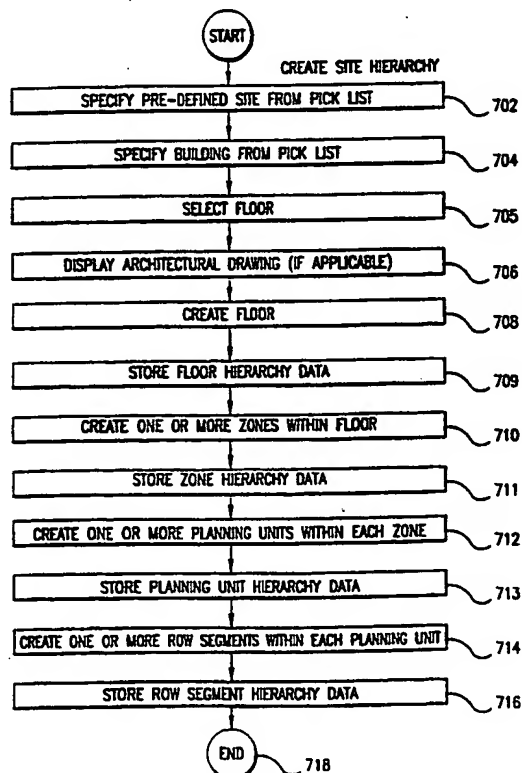 START
CREATE SITE HIERARCHY
SPECIFY PRE-DEFINED SITE FROM PICK LIST
702
SPECIFY BUILDING FROM PICK LIST
704
SELECT FLOOR
705
DISPLAY ARCHITECTURAL DRAWING (IF APPLICABLE)
706
CREATE FLOOR
708
STORE FLOOR HIERARCHY DATA
709
CREATE ONE OR MORE ZONES WITHIN FLOOR
710
STORE ZONE HIERARCHY DATA
711
CREATE ONE OR MORE PLANNING UNITS WITHIN EACH ZONE
712
STORE PLANNING UNIT HIERARCHY DATA
713
CREATE ONE OR MORE ROW SEGMENTS WITHIN EACH PLANNING UNIT
714
STORE ROW SEGMENT HIERARCHY DATA
716
END
718